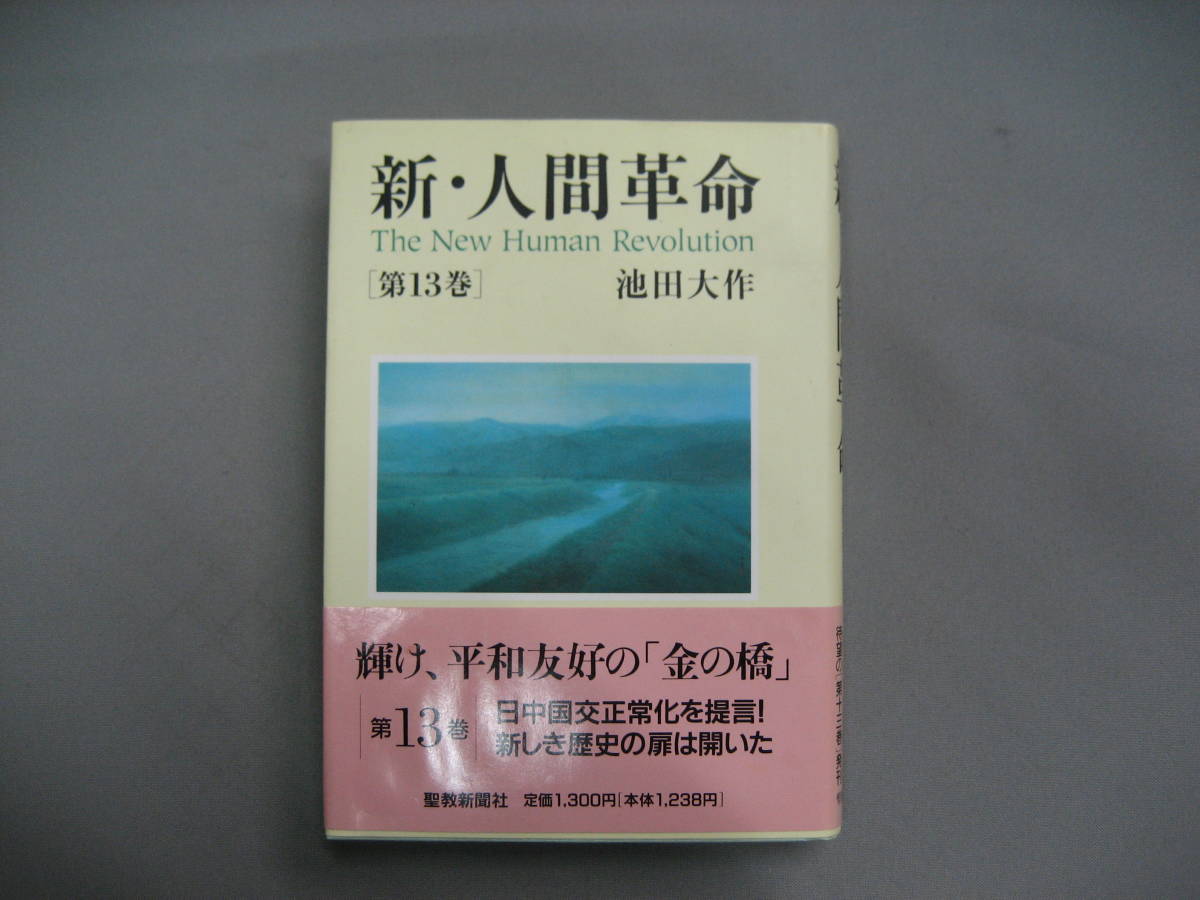 新・人間革命
The New Human Revolution
[第13巻] 池田大作
輝け、平和友好の「金の橋」
第13巻
日中国交正常化を提言!
新しき歴史の扉は開いた
聖教新聞社 定価1,300円[本体1,238円]